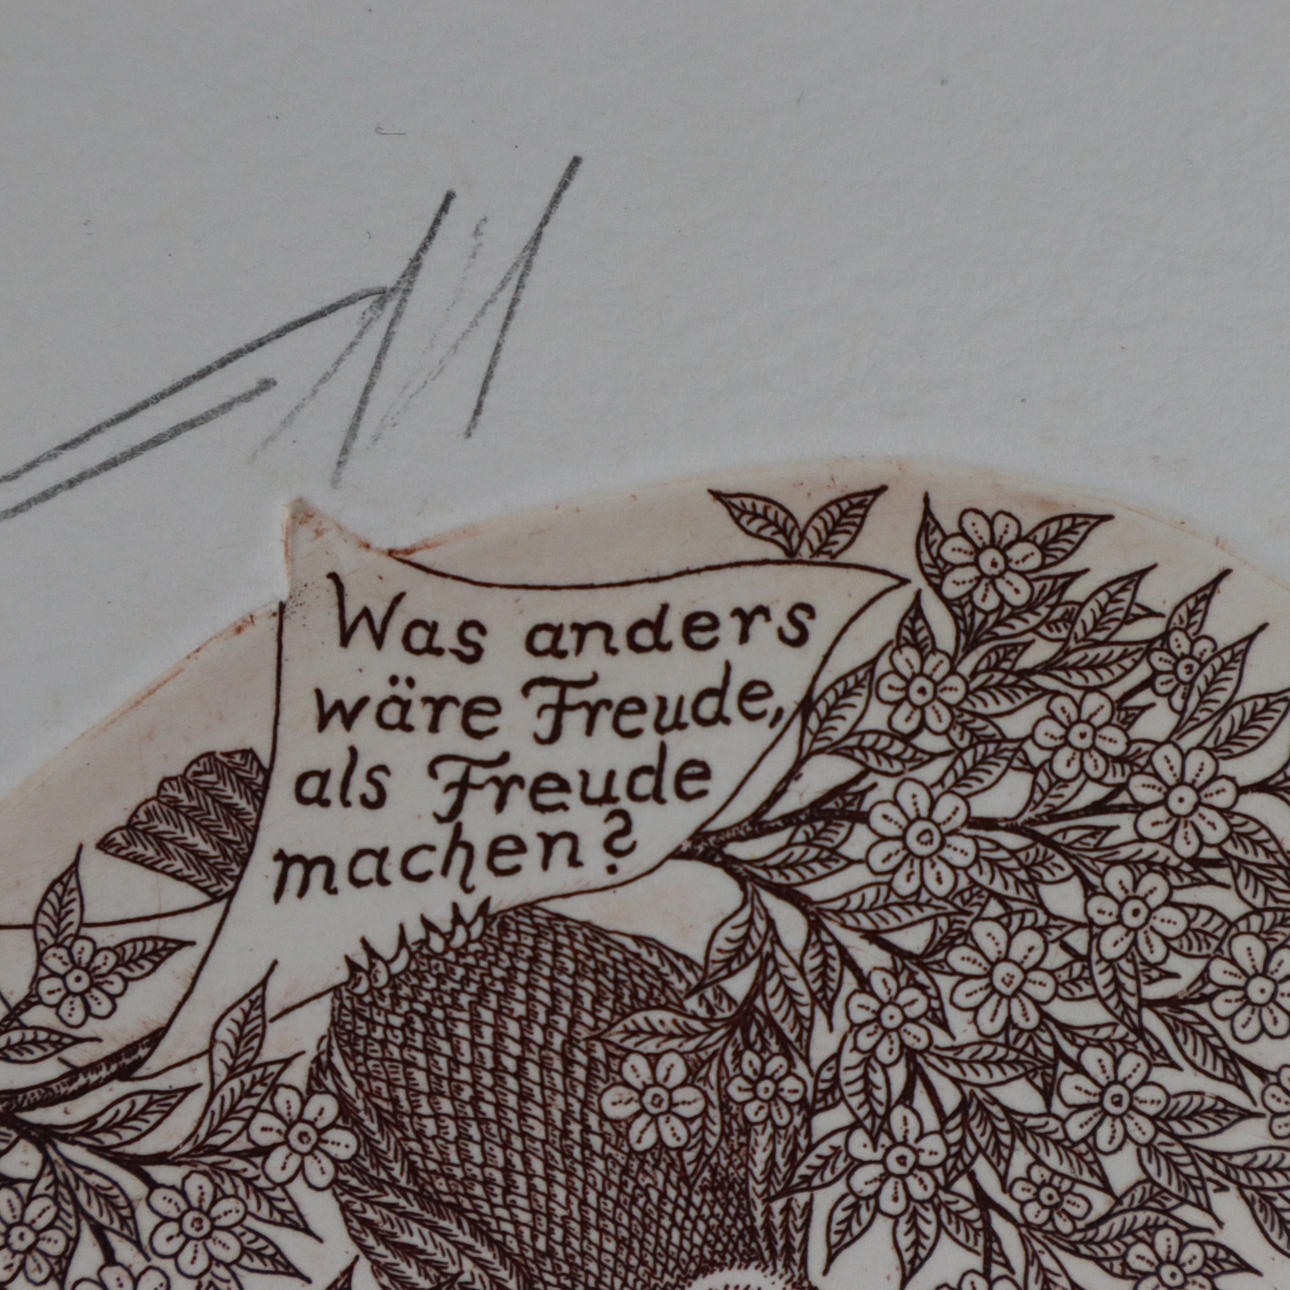 Was anders
wäre Freude,
als Freude
machen?